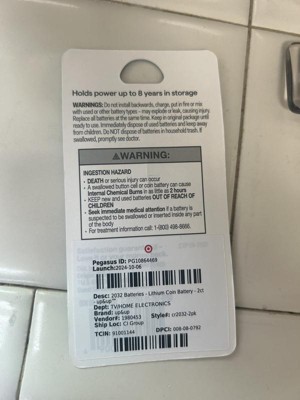 Holds power up to 8 years in storage
WARNINGS: Do not install backwards, charge, put in fire or mix
with used or other battery types - may explode or leak, causing injury.
Replace all batteries at the same time. Keep in original package until
ready to use. Immediately dispose of used batteries and keep away
from children. Do NOT dispose of batteries in household trash. If
swallowed, promptly see doctor.
⚠WARNING:
INGESTION HAZARD
• DEATH or serious injury can occur
• A swallowed button cell or coin battery can cause
Internal Chemical Burns in as little as 2 hours
• KEEP new and used batteries OUT OF REACH OF
CHILDREN
• Seek immediate medical attention if a battery is
suspected to be swallowed or inserted inside any part
of the body
• For treatment information call: 1-(800) 498-8666.
Pegasus ID: PG10864469
Launch:2024-10-06
Desc: 2032 Batteries - Lithium Coin Battery - 2ct
- up&up™
Dept: TV/HOME ELECTRONICS
Brand: up&up
Vendor#: 1980453
Style#: cr2032-2pk
Ship Loc: CI Group
TCIN: 91001144
DPCI: 008-08-0792